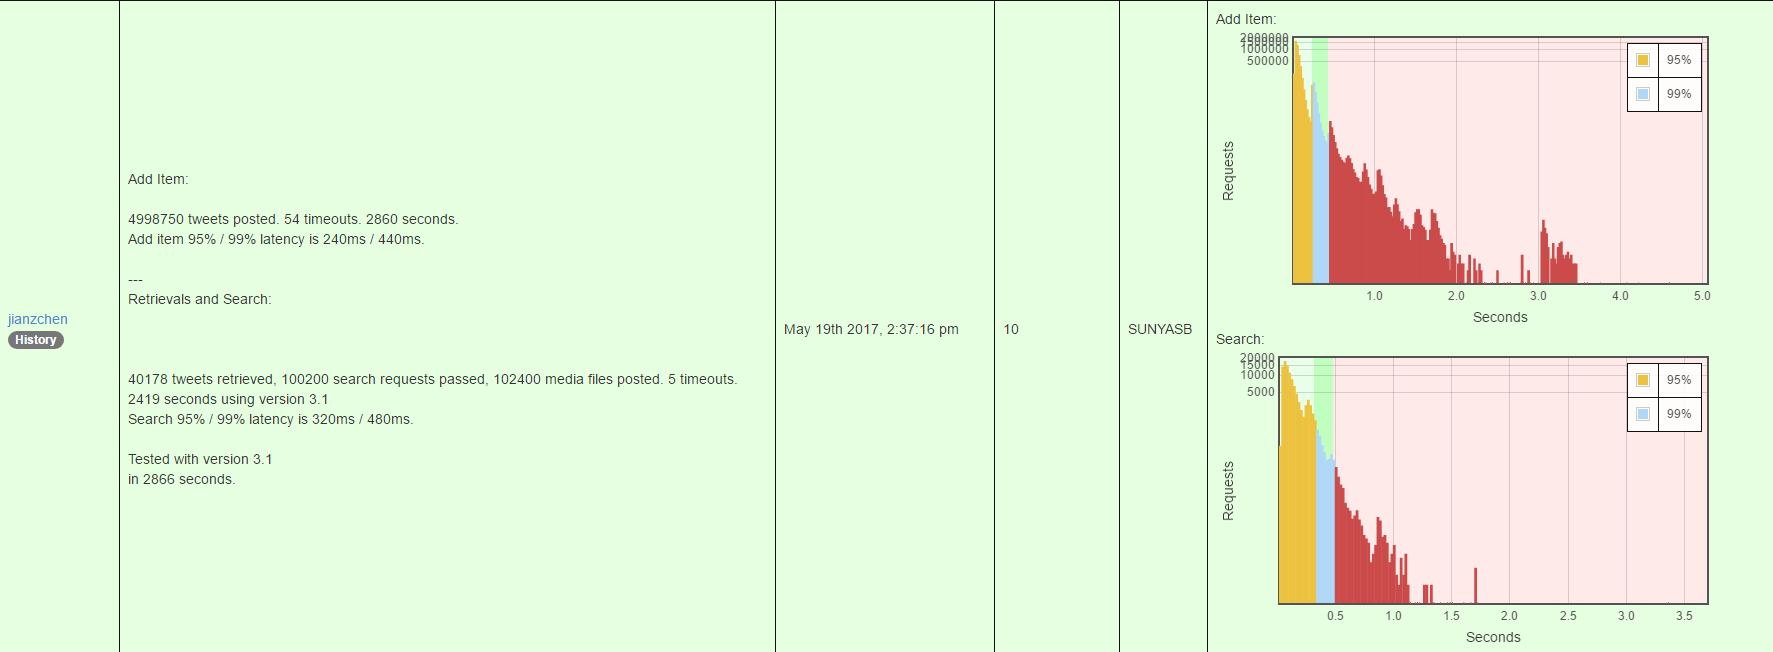 jianzchen
History
Add Item:
4998750 tweets posted. 54 timeouts. 2860 seconds.
Add item 95% / 99% latency is 240ms / 440ms.
---
Retrievals and Search:
40178 tweets retrieved, 100200 search requests passed, 102400 media files posted. 5 timeouts.
2419 seconds using version 3.1
Search 95% / 99% latency is 320ms / 480ms.
Tested with version 3.1
in 2866 seconds.
May 19th 2017, 2:37:16 pm
10
SUNYASB
Add Item:
2000000
1500000
1000000
500000
Requests
95%
99%
1.0 2.0 3.0 4.0 5.0
Seconds
Search:
20000
15000
10000
5000
Requests
95%
99%
0.5 1.0 1.5 2.0 2.5 3.0 3.5
Seconds